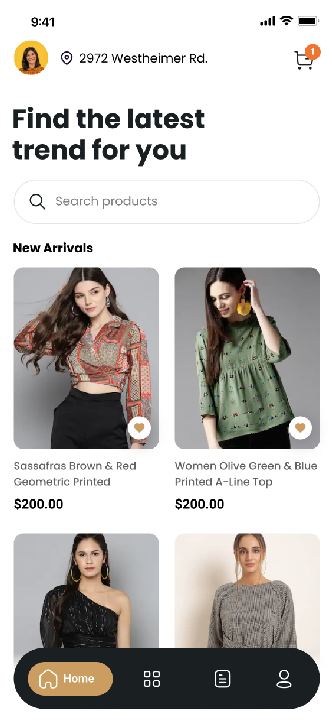 9:41
2972 Westheimer Rd.
1
Find the latest
trend for you
Search products
New Arrivals
Sassafras Brown & Red
Geometric Printed
$200.00
Women Olive Green & Blue
Printed A-Line Top
$200.00
Home